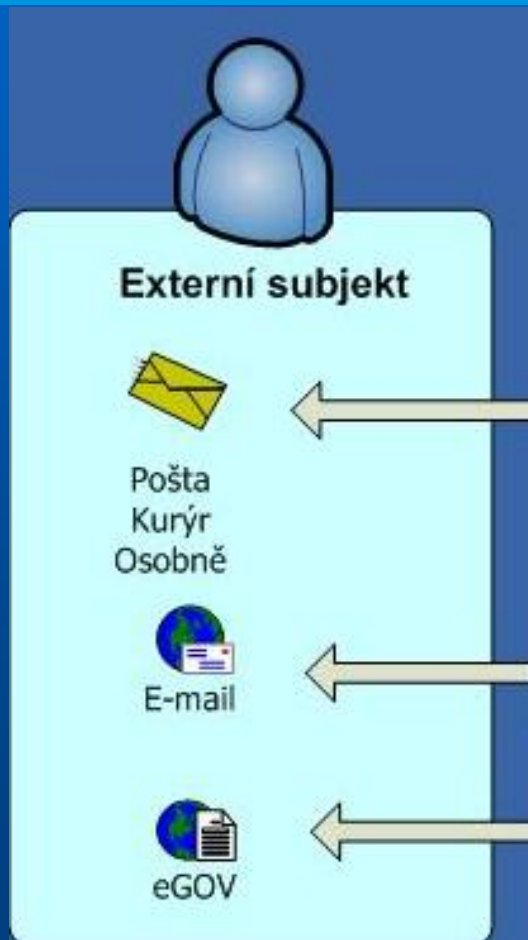 Externí subjekt
Pošta
Kurýr
Osobně
E-mail
eGOV